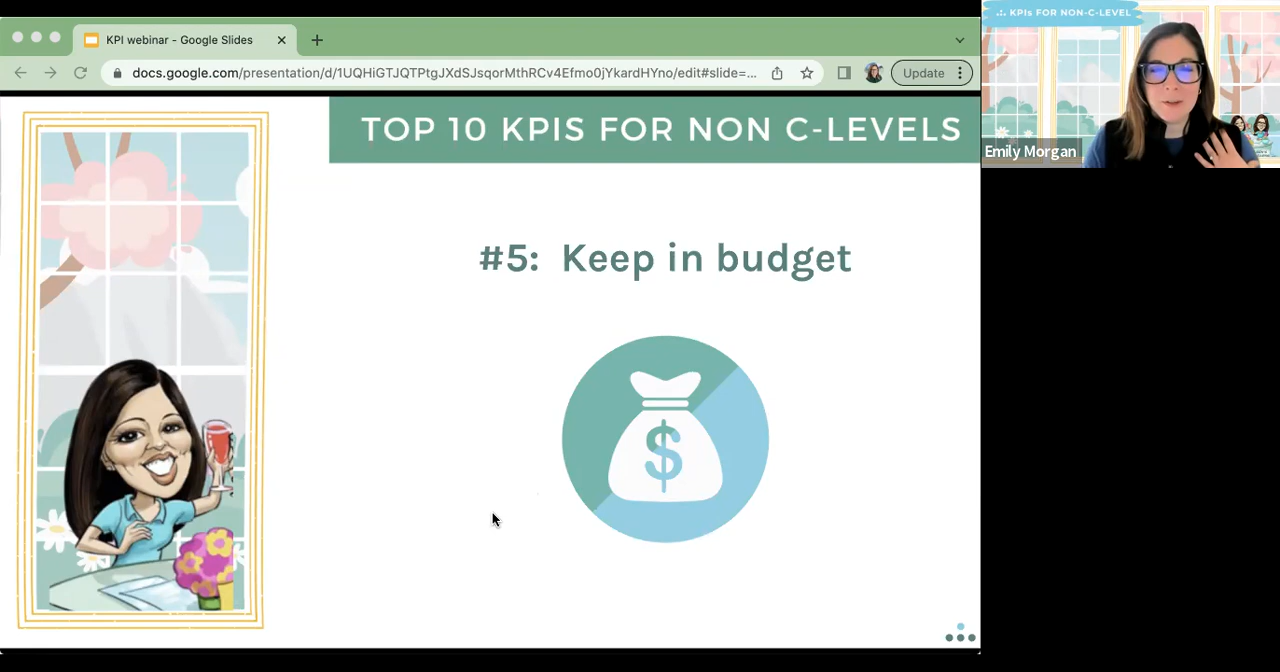 KPI webinar - Google Slides
docs.google.com/presentation/d/1UQHiGTJQTPtgJXdSJsqorMthRCv4Efmo0jYkardHYno/edit#slide=...
Update
.:. KPIs FOR NON-C-LEVEL
Emily Morgan
TOP 10 KPIS FOR NON C-LEVELS
#5: Keep in budget
$